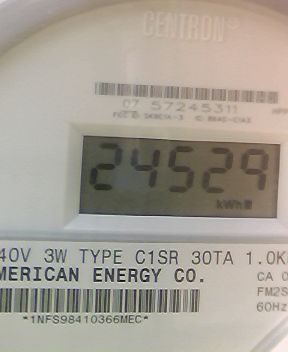 CENTRON®
07 57245311
24529
kWh
40V 3W TYPE C1SR 30TA 1.0K
MERICAN ENERGY CO.
CA 0
FM2S
60Hz
*1NFS98410366MEC*